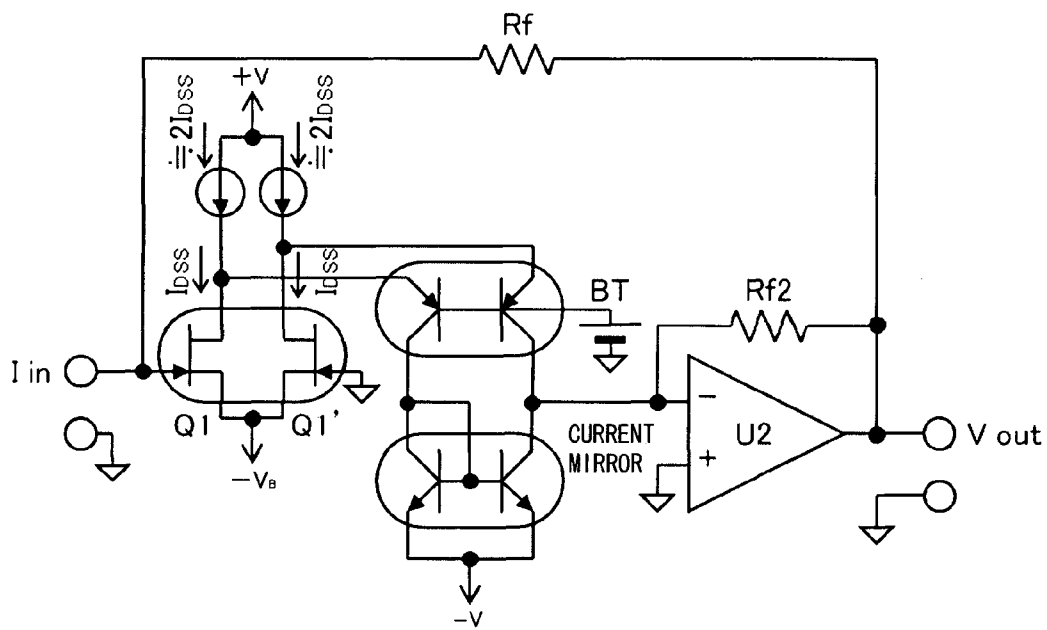 Rf
+V
≒2IDSS
≒2IDSS
IDSS
IDSS
BT
Rf2
I in
Q1
Q1'
-VB
CURRENT
MIRROR
-
+
U2
V out
-V